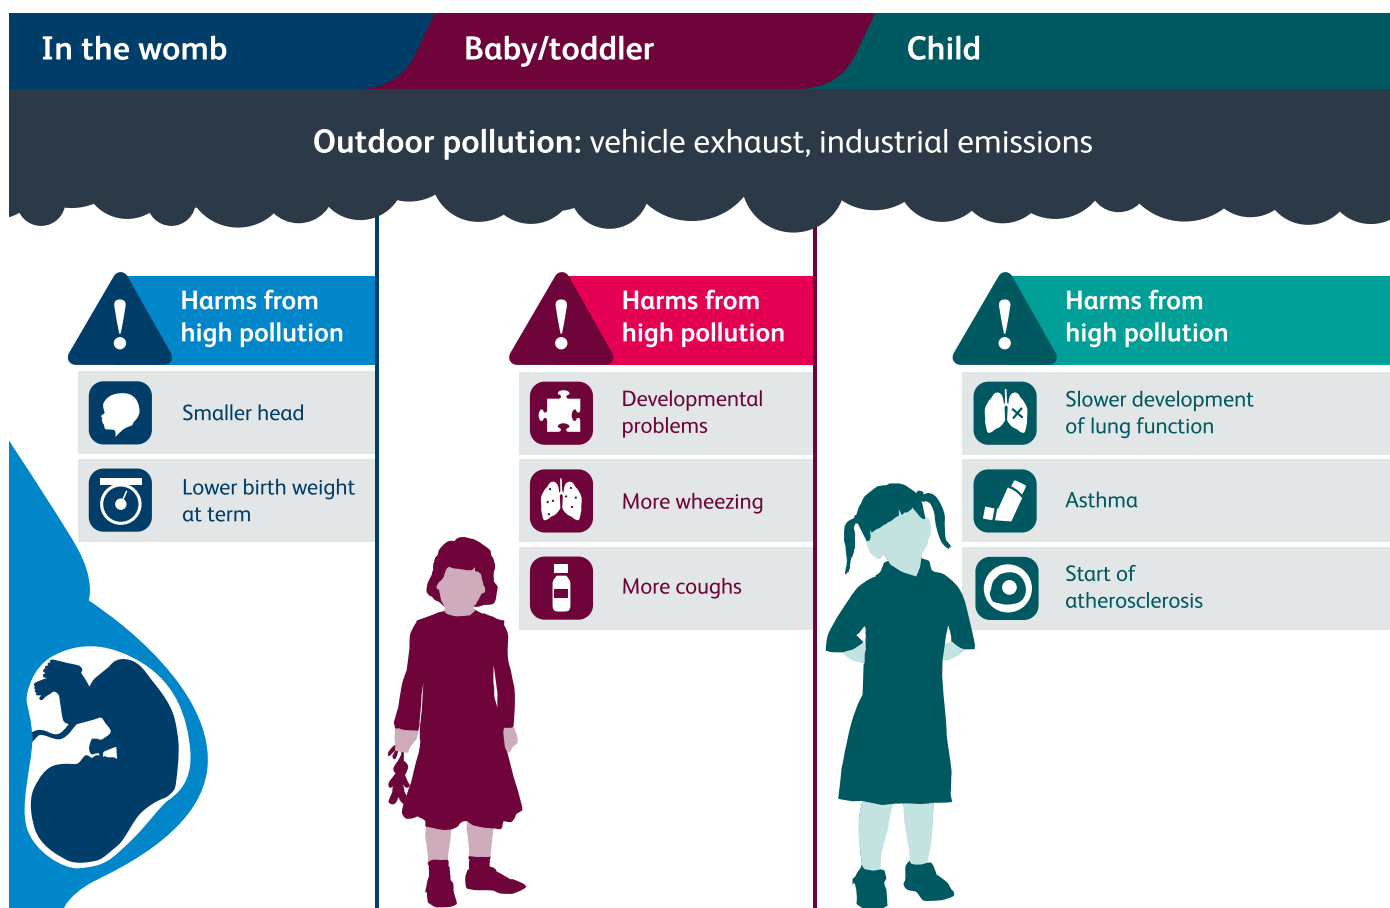 In the womb
Baby/toddler
Child
Outdoor pollution: vehicle exhaust, industrial emissions
Harms from
high pollution
Smaller head
Lower birth weight
at term
Harms from
high pollution
Developmental
problems
More wheezing
More coughs
Harms from
high pollution
Slower development
of lung function
Asthma
Start of
atherosclerosis